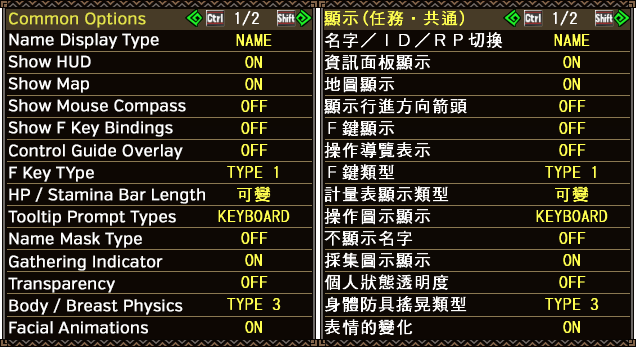 Common Options Ctrl 1/2 Shift
Name Display Type NAME
Show HUD ON
Show Map ON
Show Mouse Compass OFF
Show F Key Bindings OFF
Control Guide Overlay OFF
F Key TYpe TYPE 1
HP / Stamina Bar Length 可變
Tooltip Prompt Types KEYBOARD
Name Mask Type OFF
Gathering Indicator ON
Transparency OFF
Body / Breast Physics TYPE 3
Facial Animations ON
顯示(任務・共通) Ctrl 1/2 Shift
名字／ＩＤ／ＲＰ切換 NAME
資訊面板顯示 ON
地圖顯示 ON
顯示行進方向箭頭 OFF
Ｆ鍵顯示 OFF
操作導覽表示 OFF
Ｆ鍵類型 TYPE 1
計量表顯示類型 可變
操作圖示顯示 KEYBOARD
不顯示名字 OFF
採集圖示顯示 ON
個人狀態透明度 OFF
身體防具搖晃類型 TYPE 3
表情的變化 ON